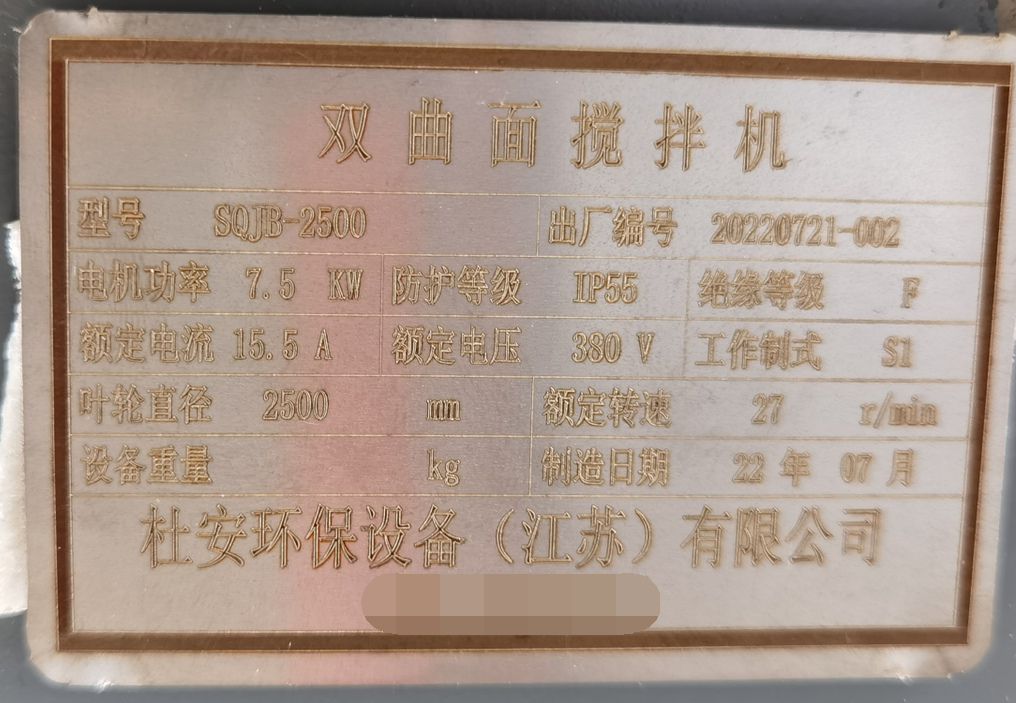 双曲面搅拌机
型号 SQJB-2500 出厂编号 20220721-002
电机功率 7.5 KW 防护等级 IP55 绝缘等级 F
额定电流 15.5 A 额定电压 380 V 工作制式 S1
叶轮直径 2500 mm 额定转速 27 r/min
设备重量 kg 制造日期 22 年 07 月
杜安环保设备（江苏）有限公司